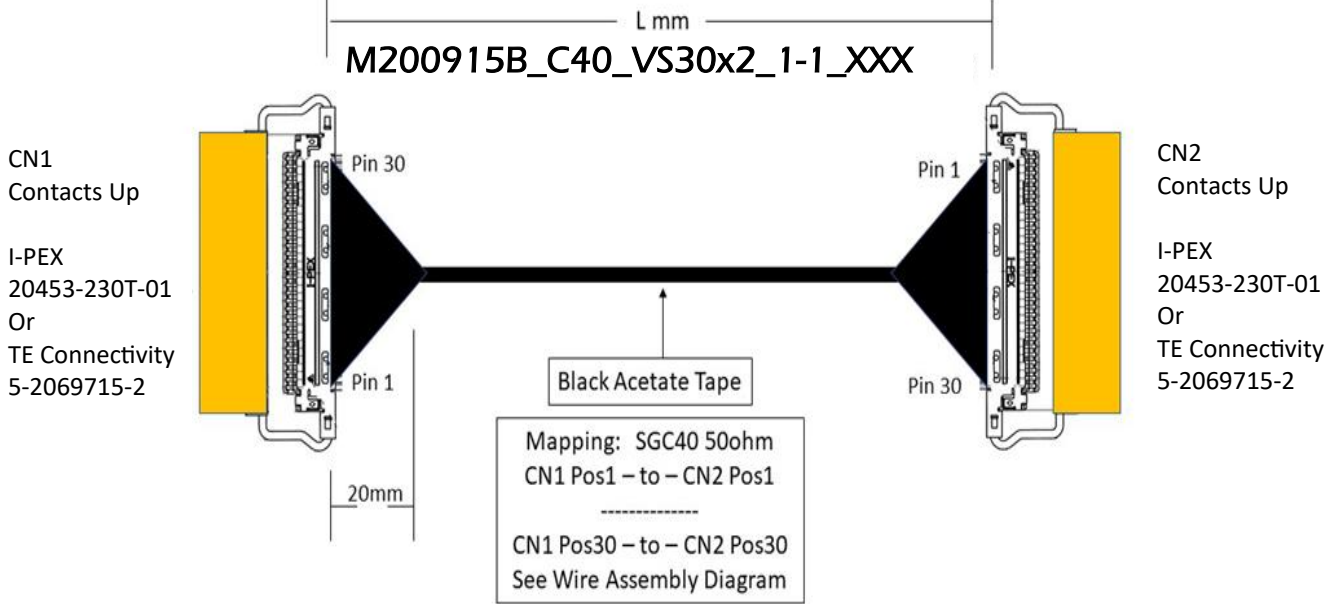 L mm
M200915B_C40_VS30x2_1-1_XXX
CN1
Contacts Up
I-PEX
20453-230T-01
Or
TE Connectivity
5-2069715-2
Pin 30
Pin 1
I-PEX
20mm
Black Acetate Tape
Mapping: SGC40 50ohm
CN1 Pos1 – to – CN2 Pos1
--------------
CN1 Pos30 – to – CN2 Pos30
See Wire Assembly Diagram
Pin 1
Pin 30
I-PEX
CN2
Contacts Up
I-PEX
20453-230T-01
Or
TE Connectivity
5-2069715-2